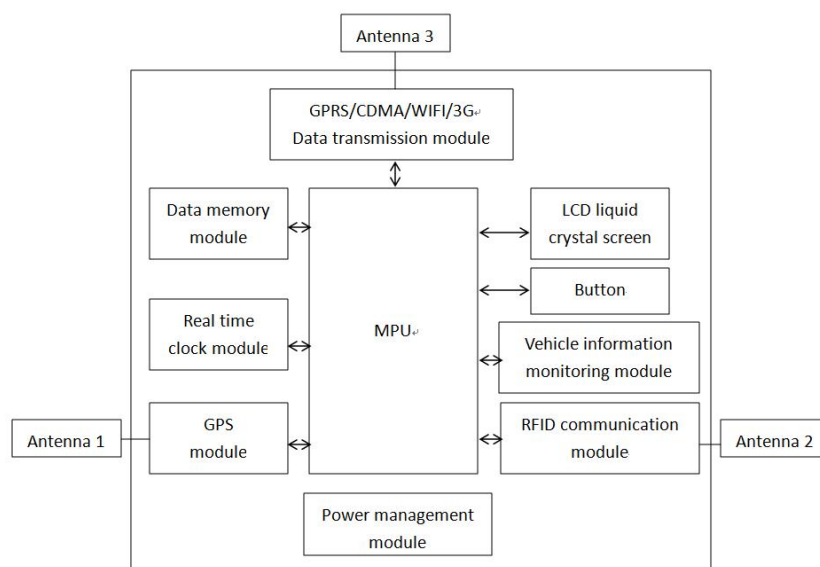 Antenna 3
GPRS/CDMA/WIFI/3G
Data transmission module
Data memory
module
LCD liquid
crystal screen
Button
Real time
clock module
MPU
Vehicle information
monitoring module
Antenna 1
GPS
module
RFID communication
module
Antenna 2
Power management
module